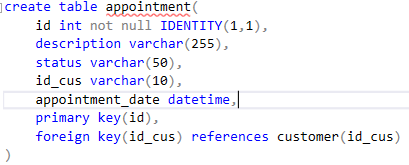 create table appointment(
id int not null IDENTITY(1,1),
description varchar(255),
status varchar(50),
id_cus varchar(10),
appointment_date datetime,
primary key(id),
foreign key(id_cus) references customer(id_cus)
)